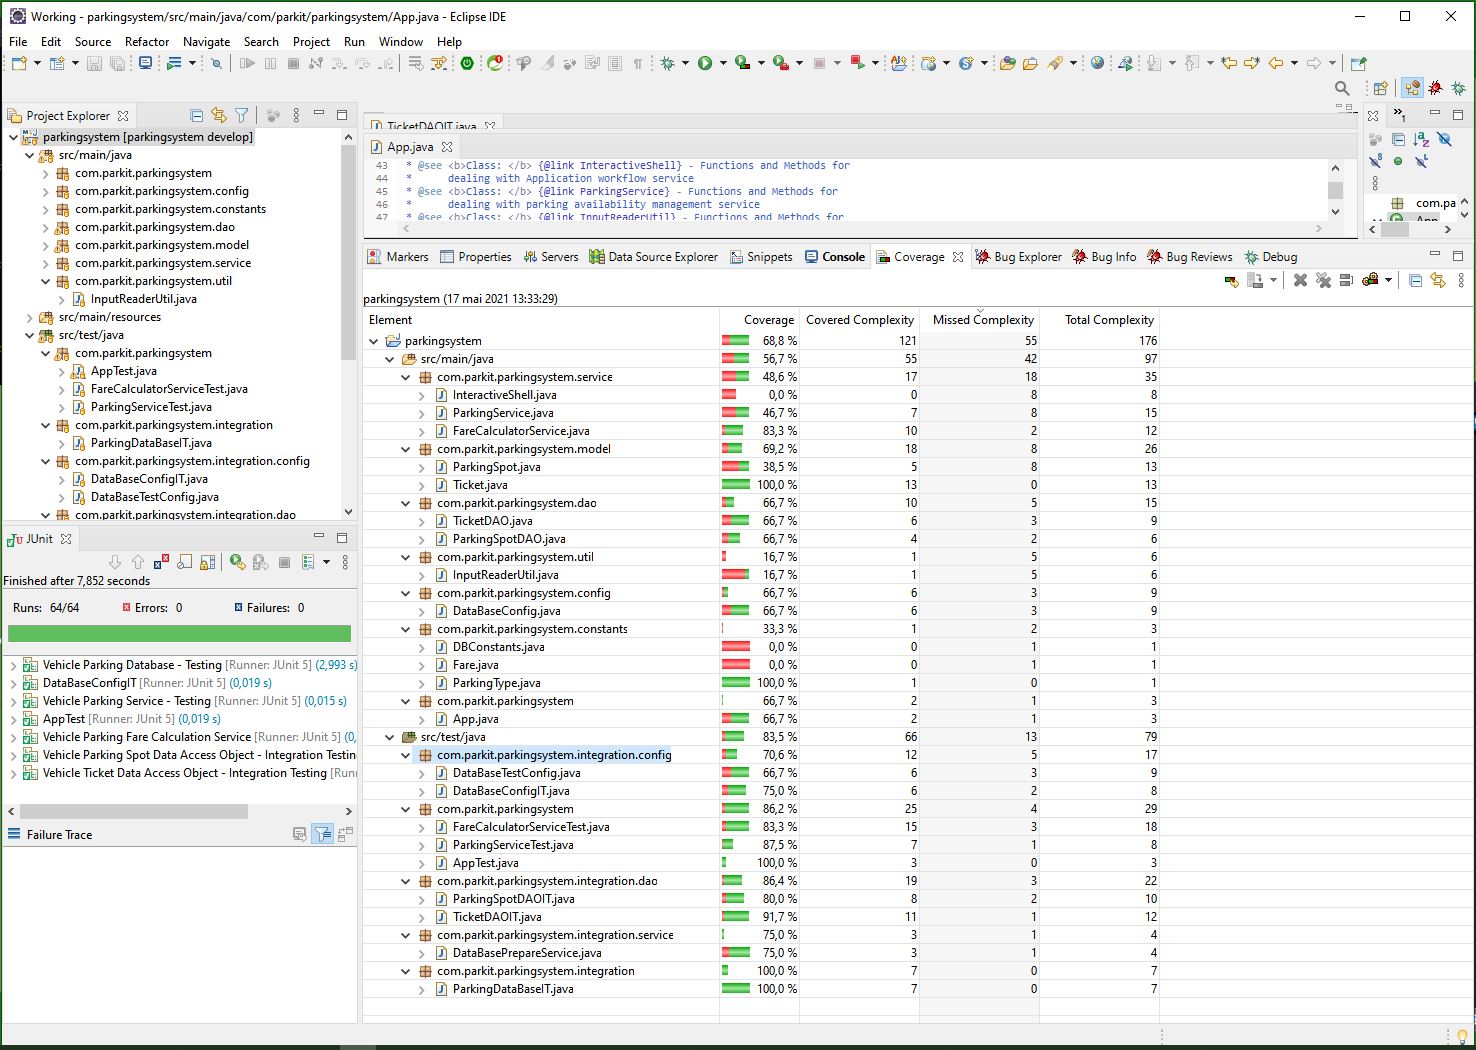 Working - parkingsystem/src/main/java/com/parkit/parkingsystem/App.java - Eclipse IDE
File Edit Source Refactor Navigate Search Project Run Window Help
Project Explorer
parkingsystem [parkingsystem develop]
src/main/java
com.parkit.parkingsystem
com.parkit.parkingsystem.config
com.parkit.parkingsystem.constants
com.parkit.parkingsystem.dao
com.parkit.parkingsystem.model
com.parkit.parkingsystem.service
com.parkit.parkingsystem.util
InputReaderUtil.java
src/main/resources
src/test/java
com.parkit.parkingsystem
AppTest.java
FareCalculatorServiceTest.java
ParkingServiceTest.java
com.parkit.parkingsystem.integration
ParkingDataBaseIT.java
com.parkit.parkingsystem.integration.config
DataBaseConfigIT.java
DataBaseTestConfig.java
com.parkit.parkingsystem.integration.dao
JUnit
Finished after 7,852 seconds
Runs: 64/64 Errors: 0 Failures: 0
Vehicle Parking Database - Testing [Runner: JUnit 5] (2,993 s)
DataBaseConfigIT [Runner: JUnit 5] (0,019 s)
Vehicle Parking Service - Testing [Runner: JUnit 5] (0,015 s)
AppTest [Runner: JUnit 5] (0,019 s)
Vehicle Parking Fare Calculation Service [Runner: JUnit 5] (0,
Vehicle Parking Spot Data Access Object - Integration Testin
Vehicle Ticket Data Access Object - Integration Testing [Run
Failure Trace
TicketDAOIT.java
App.java
43 * @see <b>Class: </b> {@link InteractiveShell} - Functions and Methods for
44 * dealing with Application workflow service
45 * @see <b>Class: </b> {@link ParkingService} - Functions and Methods for
46 * dealing with parking availability management service
47 * @see <b>Class: </b> {@link InputReaderUtil} - Functions and Methods for
com.pa
App
Markers Properties Servers Data Source Explorer Snippets Console Coverage Bug Explorer Bug Info Bug Reviews Debug
parkingsystem (17 mai 2021 13:33:29)
Element Coverage Covered Complexity Missed Complexity Total Complexity
parkingsystem 68,8 % 121 55 176
src/main/java 56,7 % 55 42 97
com.parkit.parkingsystem.service 48,6 % 17 18 35
InteractiveShell.java 0,0 % 0 8 8
ParkingService.java 46,7 % 7 8 15
FareCalculatorService.java 83,3 % 10 2 12
com.parkit.parkingsystem.model 69,2 % 18 8 26
ParkingSpot.java 38,5 % 5 8 13
Ticket.java 100,0 % 13 0 13
com.parkit.parkingsystem.dao 66,7 % 10 5 15
TicketDAO.java 66,7 % 6 3 9
ParkingSpotDAO.java 66,7 % 4 2 6
com.parkit.parkingsystem.util 16,7 % 1 5 6
InputReaderUtil.java 16,7 % 1 5 6
com.parkit.parkingsystem.config 66,7 % 6 3 9
DataBaseConfig.java 66,7 % 6 3 9
com.parkit.parkingsystem.constants 33,3 % 1 2 3
DBConstants.java 0,0 % 0 1 1
Fare.java 0,0 % 0 1 1
ParkingType.java 100,0 % 1 0 1
com.parkit.parkingsystem 66,7 % 2 1 3
App.java 66,7 % 2 1 3
src/test/java 83,5 % 66 13 79
com.parkit.parkingsystem.integration.config 70,6 % 12 5 17
DataBaseTestConfig.java 66,7 % 6 3 9
DataBaseConfigIT.java 75,0 % 6 2 8
com.parkit.parkingsystem 86,2 % 25 4 29
FareCalculatorServiceTest.java 83,3 % 15 3 18
ParkingServiceTest.java 87,5 % 7 1 8
AppTest.java 100,0 % 3 0 3
com.parkit.parkingsystem.integration.dao 86,4 % 19 3 22
ParkingSpotDAOIT.java 80,0 % 8 2 10
TicketDAOIT.java 91,7 % 11 1 12
com.parkit.parkingsystem.integration.service 75,0 % 3 1 4
DataBasePrepareService.java 75,0 % 3 1 4
com.parkit.parkingsystem.integration 100,0 % 7 0 7
ParkingDataBaseIT.java 100,0 % 7 0 7